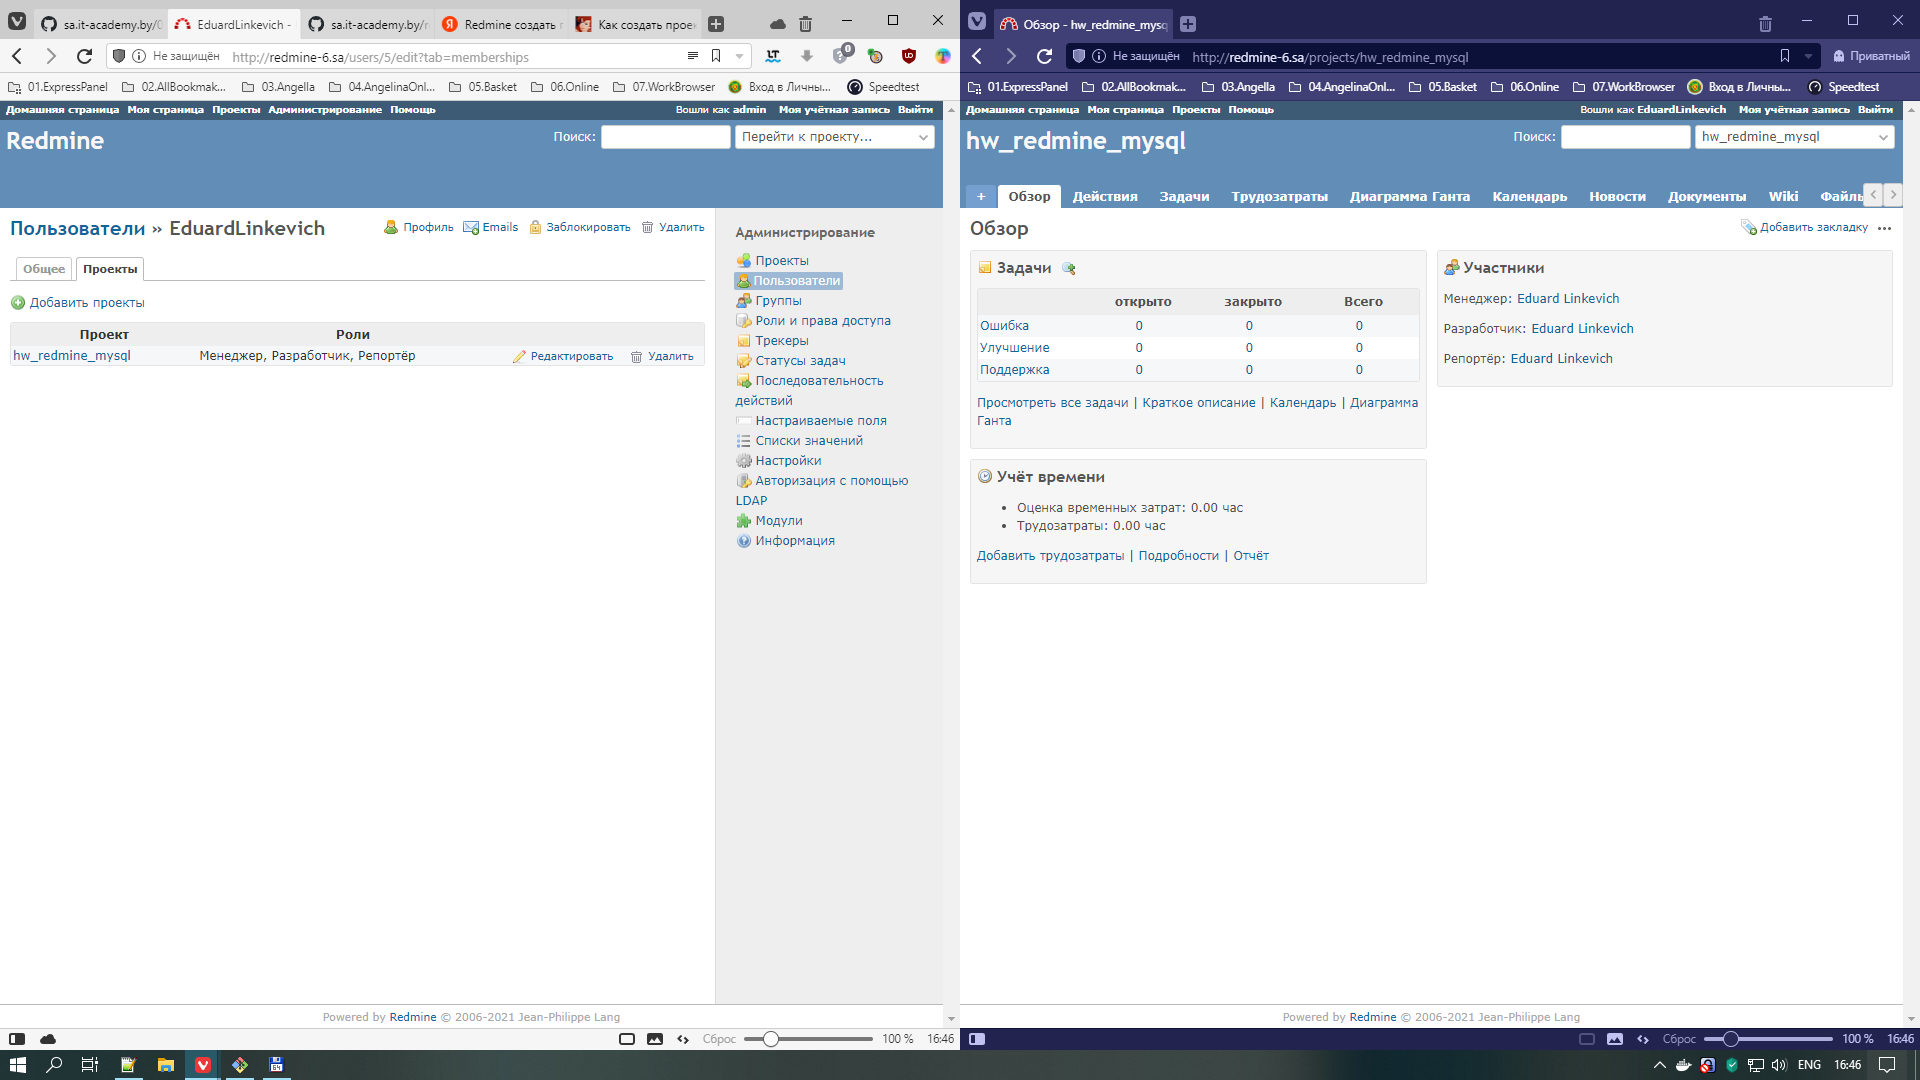 sa.it-academy.by/0
EduardLinkevich -
sa.it-academy.by/r
Redmine создать
Как создать проек
Не защищён
http://redmine-6.sa/users/5/edit?tab=memberships
0
01.ExpressPanel
02.AllBookmak...
03.Angella
04.AngelinaOnl...
05.Basket
06.Online
07.WorkBrowser
Вход в Личны...
Speedtest
Домашняя страница Моя страница Проекты Администрирование Помощь
Вошли как admin Моя учётная запись Выйти
Redmine
Поиск:
Перейти к проекту...
Пользователи » EduardLinkevich
Профиль Emails Заблокировать Удалить
Общее Проекты
Добавить проекты
Проект Роли
hw_redmine_mysql Менеджер, Разработчик, Репортёр Редактировать Удалить
Администрирование
Проекты
Пользователи
Группы
Роли и права доступа
Трекеры
Статусы задач
Последовательность
действий
Настраиваемые поля
Списки значений
Настройки
Авторизация с помощью
LDAP
Модули
Информация
Powered by Redmine © 2006-2021 Jean-Philippe Lang
Сброс 100 % 16:46
Обзор - hw_redmine_mysq
Не защищён
http://redmine-6.sa/projects/hw_redmine_mysql
Приватный
01.ExpressPanel
02.AllBookmak...
03.Angella
04.AngelinaOnl...
05.Basket
06.Online
07.WorkBrowser
Вход в Личны...
Speedtest
Домашняя страница Моя страница Проекты Помощь
Вошли как EduardLinkevich Моя учётная запись Выйти
hw_redmine_mysql
Поиск:
hw_redmine_mysql
+ Обзор Действия Задачи Трудозатраты Диаграмма Ганта Календарь Новости Документы Wiki Файлы
Обзор
Добавить закладку
Задачи
открыто закрыто Всего
Ошибка 0 0 0
Улучшение 0 0 0
Поддержка 0 0 0
Просмотреть все задачи | Краткое описание | Календарь | Диаграмма
Ганта
Учёт времени
• Оценка временных затрат: 0.00 час
• Трудозатраты: 0.00 час
Добавить трудозатраты | Подробности | Отчёт
Участники
Менеджер: Eduard Linkevich
Разработчик: Eduard Linkevich
Репортёр: Eduard Linkevich
Powered by Redmine © 2006-2021 Jean-Philippe Lang
Сброс 100 % 16:46
64
ENG 16:46